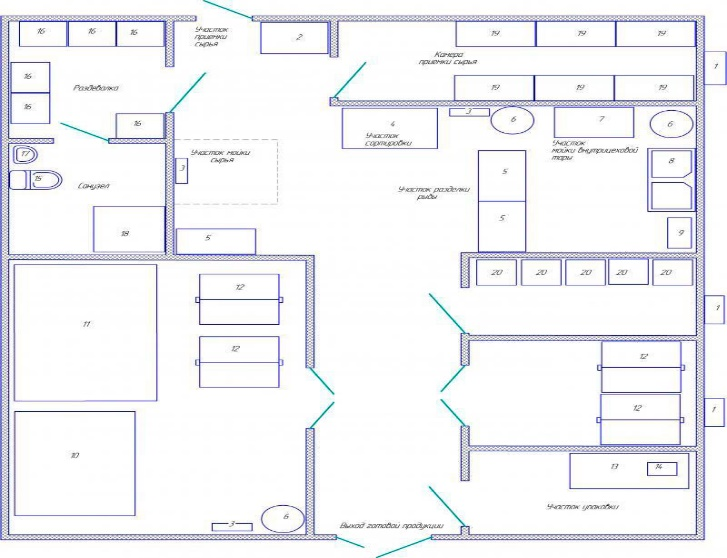 16 16 16
Участок
приемки
сырья
2
19 19 19
Камера
приемки сырья
1
16
Раздевалка
16
16
19 19 19
3
4
Участок
сортировки
6
7
6
Участок
мойки внутрицеховой
тары
17
15
Санузел
Участок мойки
сырья
3
5
8
Участок разделки
рыбы
18
5
5
9
11
12
12
20 20 20 20 20
1
12
12
1
10
13 14
3
6
Участок упаковки
Выход готовой продукции